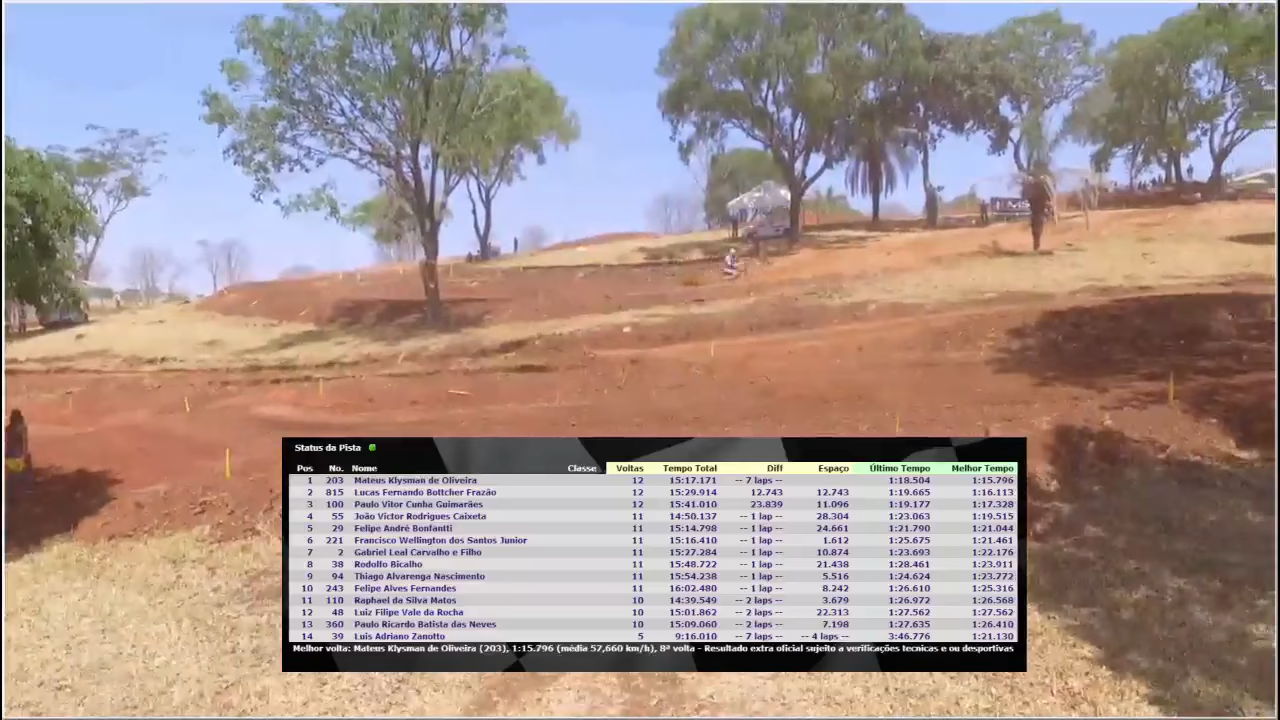 Status da Pista
Pos No. Nome Classe Voltas Tempo Total Diff Espaço Último Tempo Melhor Tempo
1 203 Mateus Klysman de Oliveira 12 15:17.171 -- 7 laps -- 1:18.504 1:15.796
2 815 Lucas Fernando Bottcher Frazão 12 15:29.914 12.743 12.743 1:19.665 1:16.113
3 100 Paulo Vitor Cunha Guimarães 12 15:41.010 23.839 11.096 1:19.177 1:17.328
4 55 João Victor Rodrigues Caixeta 11 14:50.137 -- 1 lap -- 28.304 1:23.063 1:19.515
5 29 Felipe André Bonfantti 11 15:14.798 -- 1 lap -- 24.661 1:21.790 1:21.044
6 221 Francisco Wellington dos Santos Junior 11 15:16.410 -- 1 lap -- 1.612 1:25.675 1:21.461
7 2 Gabriel Leal Carvalho e Filho 11 15:27.284 -- 1 lap -- 10.874 1:23.693 1:22.176
8 38 Rodolfo Bicalho 11 15:48.722 -- 1 lap -- 21.438 1:28.461 1:23.911
9 94 Thiago Alvarenga Nascimento 11 15:54.238 -- 1 lap -- 5.516 1:24.624 1:23.772
10 243 Felipe Alves Fernandes 11 16:02.480 -- 1 lap -- 8.242 1:26.610 1:25.316
11 110 Raphael da Silva Matos 10 14:39.549 -- 2 laps -- 3.679 1:26.972 1:26.568
12 48 Luiz Filipe Vale da Rocha 10 15:01.862 -- 2 laps -- 22.313 1:27.562 1:27.562
13 360 Paulo Ricardo Batista das Neves 10 15:09.060 -- 2 laps -- 7.198 1:27.635 1:26.410
14 39 Luis Adriano Zanotto 5 9:16.010 -- 7 laps -- -- 4 laps -- 3:46.776 1:21.130
Melhor volta: Mateus Klysman de Oliveira (203), 1:15.796 (média 57,660 km/h), 8ª volta - Resultado extra oficial sujeito a verificações tecnicas e ou desportivas